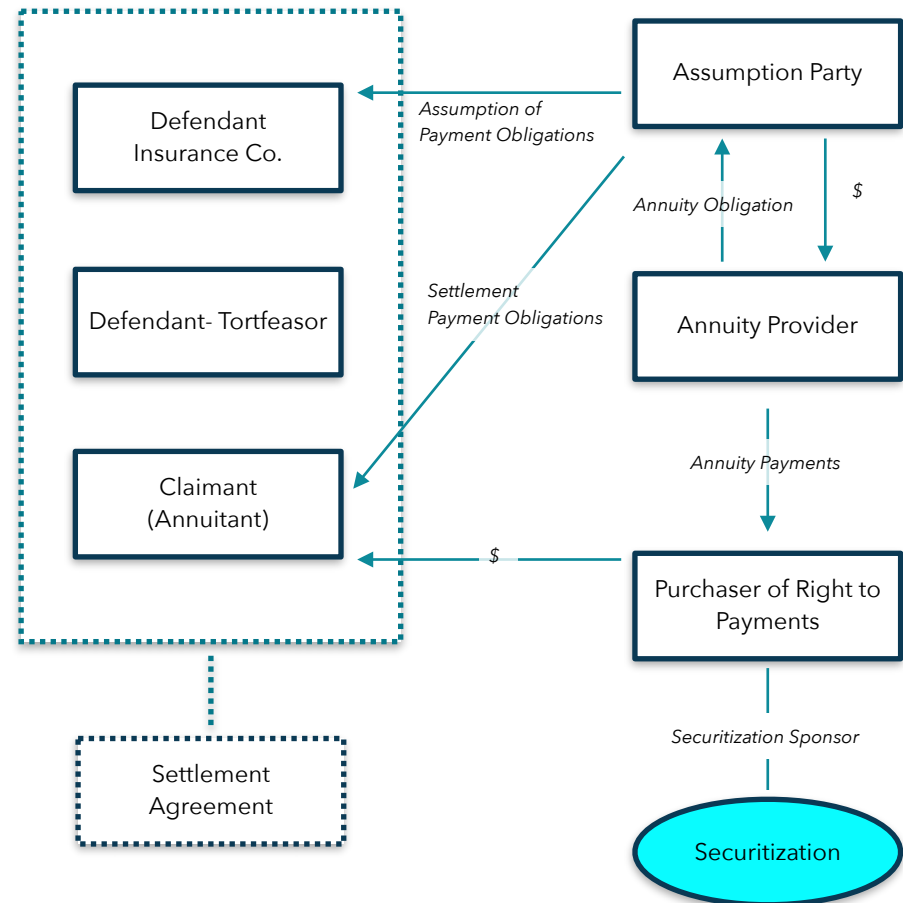 Assumption Party
Defendant
Insurance Co.
Assumption of
Payment Obligations
Annuity Obligation
$
Defendant- Tortfeasor
Settlement
Payment Obligations
Annuity Provider
Annuity Payments
Claimant
(Annuitant)
$
Purchaser of Right to
Payments
Securitization Sponsor
Settlement
Agreement
Securitization